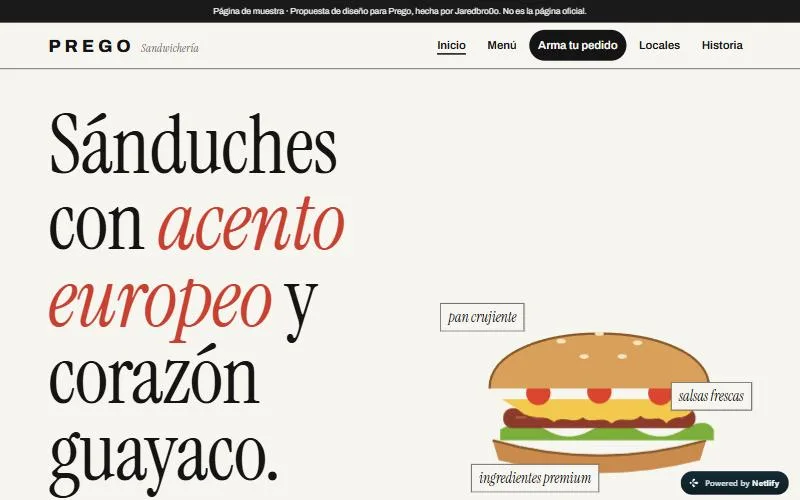 Página de muestra · Propuesta de diseño para Prego, hecha por Jaredbro0o. No es la página oficial.
PREGO Sandwichería
Inicio Menú Arma tu pedido Locales Historia
Sánduches
con acento
europeo y
corazón
guayaco.
pan crujiente
salsas frescas
ingredientes premium
Powered by Netlify